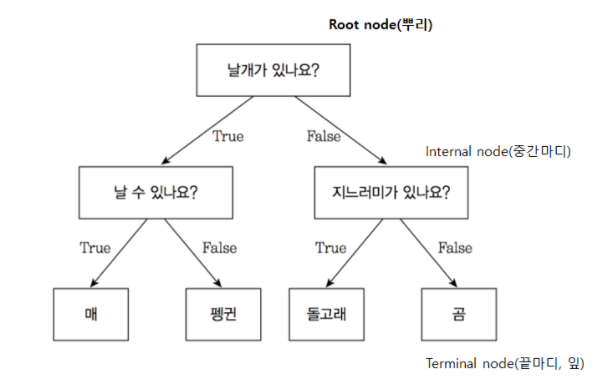 Root node(뿌리)
날개가 있나요?
True
False
Internal node(중간마디)
날 수 있나요?
지느러미가 있나요?
True
False
True
False
매
펭귄
돌고래
곰
Terminal node(끝마디, 잎)